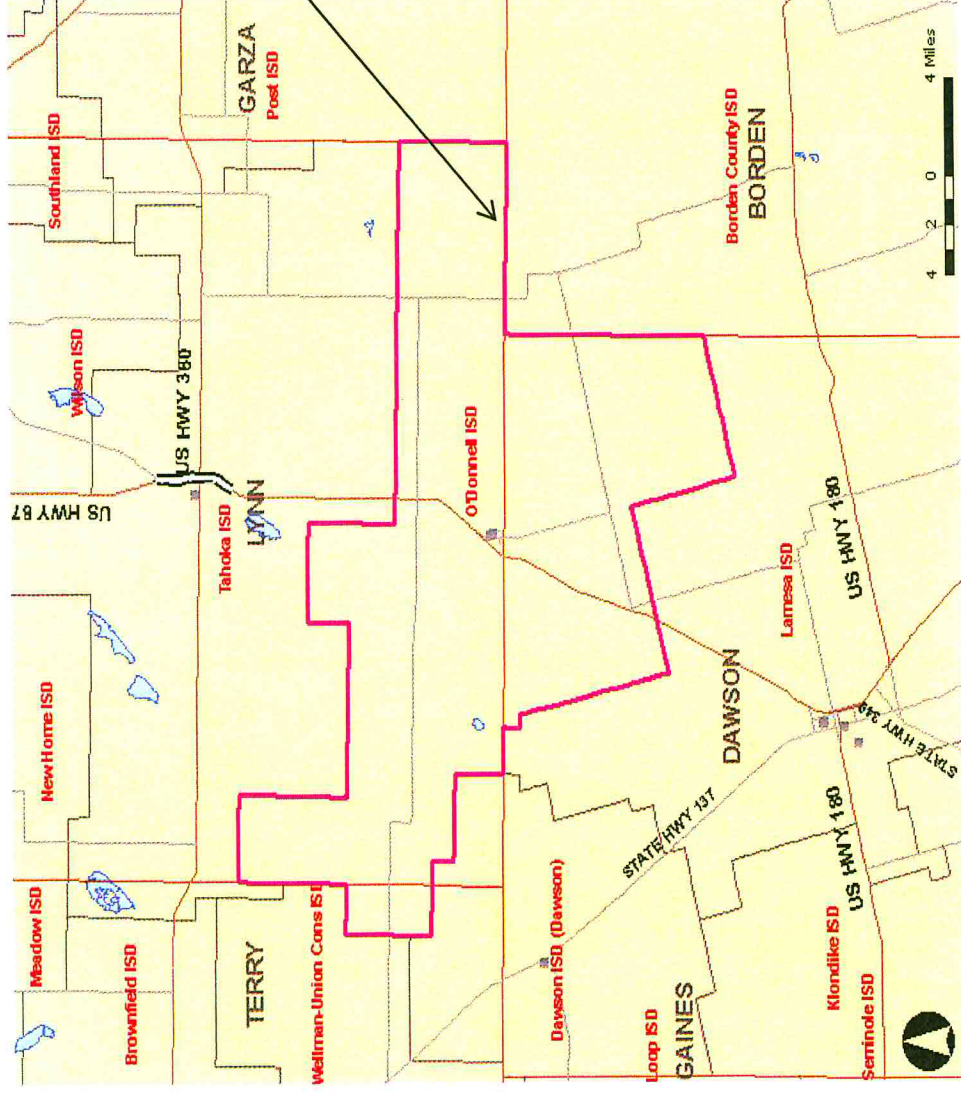 Southland ISD
GARZA
Post ISD
Wilson ISD
US HWY 380
US HWY 87
Tahoka ISD
LYNN
New Home ISD
Meadow ISD
Brownfield ISD
TERRY
Wellman-Union Cons ISD
O'Donnell ISD
Borden County ISD
BORDEN
Dawson ISD (Dawson)
DAWSON
Lamesa ISD
US HWY 180
STATE HWY 137
STATE HWY 349
US HWY 180
Loop ISD
GAINES
Klondike ISD
Seminole ISD
4 2 0 4 Miles